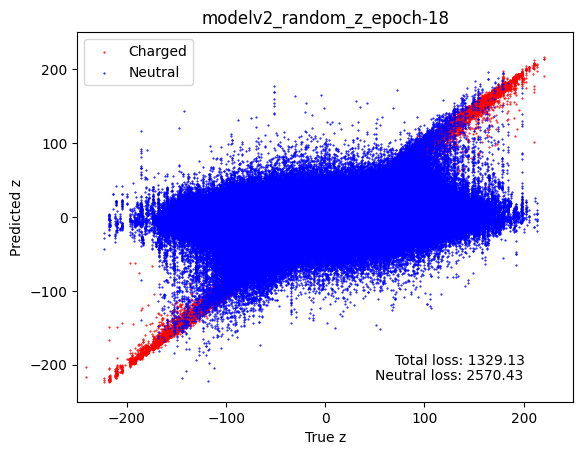 modelv2_random_z_epoch-18
Charged
Neutral
200
100
0
−100
−200
Predicted z
Total loss: 1329.13
Neutral loss: 2570.43
−200
−100
0
100
200
True z